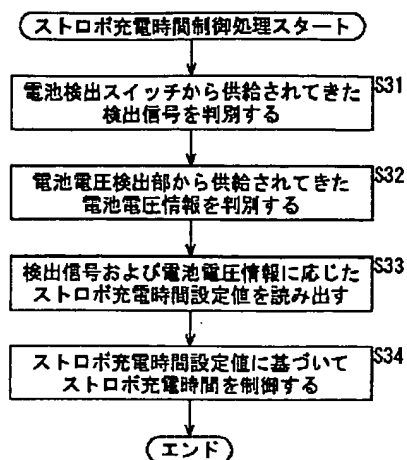 ストロボ充電時間制御処理スタート
電池検出スイッチから供給されてきた
検出信号を判別する
S31
電池電圧検出部から供給されてきた
電池電圧情報を判別する
S32
検出信号および電池電圧情報に応じた
ストロボ充電時間設定値を読み出す
S33
ストロボ充電時間設定値に基づいて
ストロボ充電時間を制御する
S34
エンド